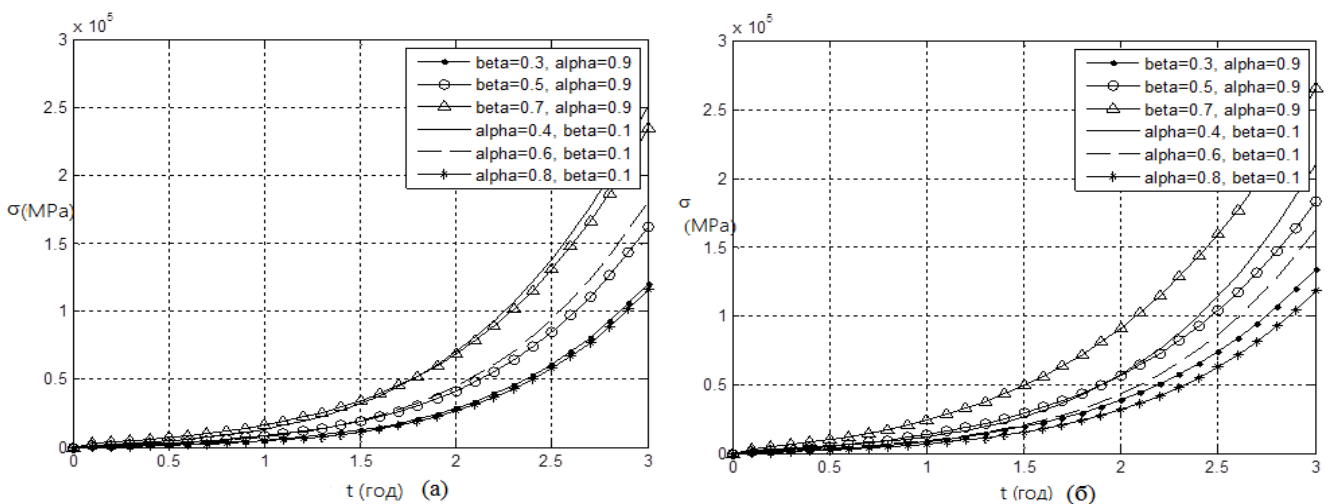 × 10⁵
3
2.5
2
1.5
1
0.5
0
σ(MPa)
beta=0.3, alpha=0.9
beta=0.5, alpha=0.9
beta=0.7, alpha=0.9
alpha=0.4, beta=0.1
alpha=0.6, beta=0.1
alpha=0.8, beta=0.1
0 0.5 1 1.5 2 2.5 3
t (год) (а)
× 10⁵
3
2.5
2
σ
(MPa)
1.5
1
0.5
0
beta=0.3, alpha=0.9
beta=0.5, alpha=0.9
beta=0.7, alpha=0.9
alpha=0.4, beta=0.1
alpha=0.6, beta=0.1
alpha=0.8, beta=0.1
0 0.5 1 1.5 2 2.5 3
t (год) (б)